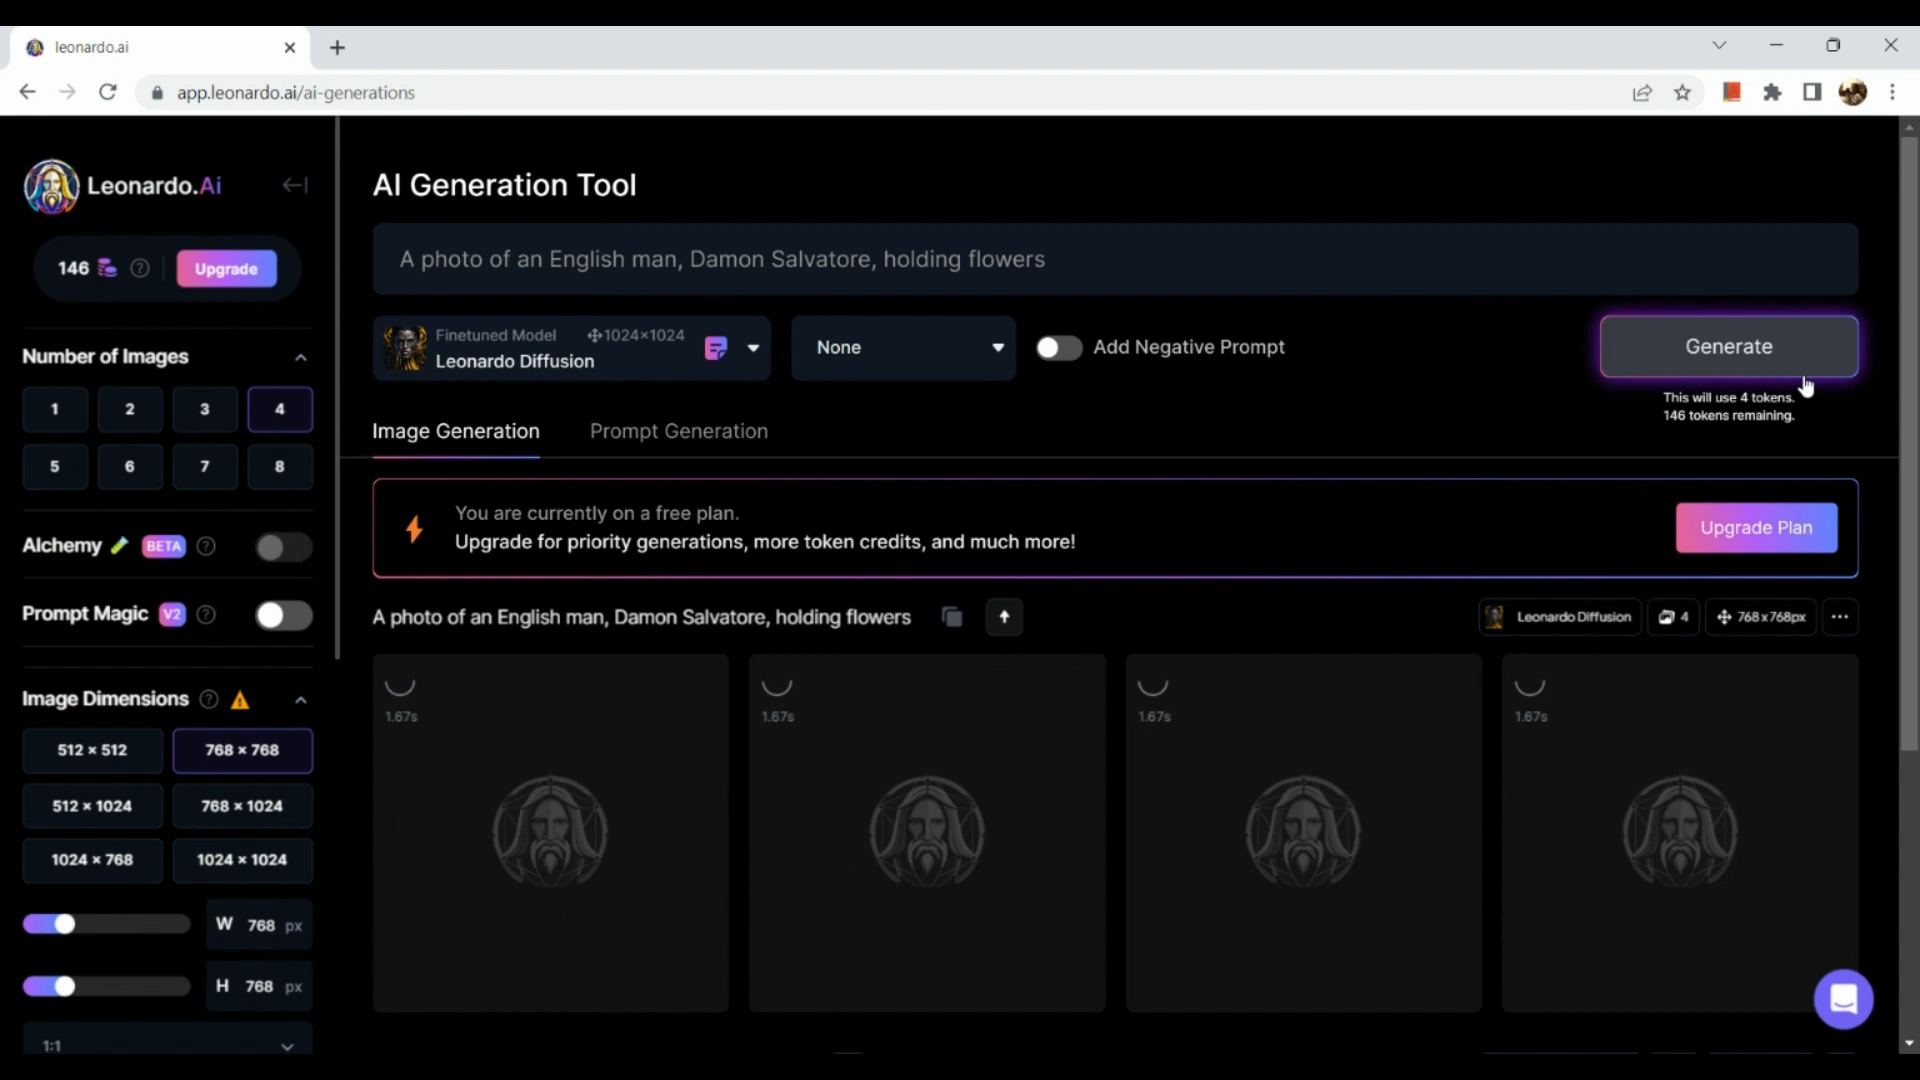 leonardo.ai
app.leonardo.ai/ai-generations
Leonardo.Ai
146
Upgrade
Number of Images
1 2 3 4
5 6 7 8
Alchemy BETA
Prompt Magic V2
Image Dimensions
512 × 512 768 × 768
512 × 1024 768 × 1024
1024 × 768 1024 × 1024
W 768 px
H 768 px
1:1
AI Generation Tool
A photo of an English man, Damon Salvatore, holding flowers
Finetuned Model 1024×1024
Leonardo Diffusion
None
Add Negative Prompt
Generate
This will use 4 tokens.
146 tokens remaining.
Image Generation Prompt Generation
You are currently on a free plan.
Upgrade for priority generations, more token credits, and much more!
Upgrade Plan
A photo of an English man, Damon Salvatore, holding flowers
Leonardo Diffusion 4 768x768px
1.67s 1.67s 1.67s 1.67s